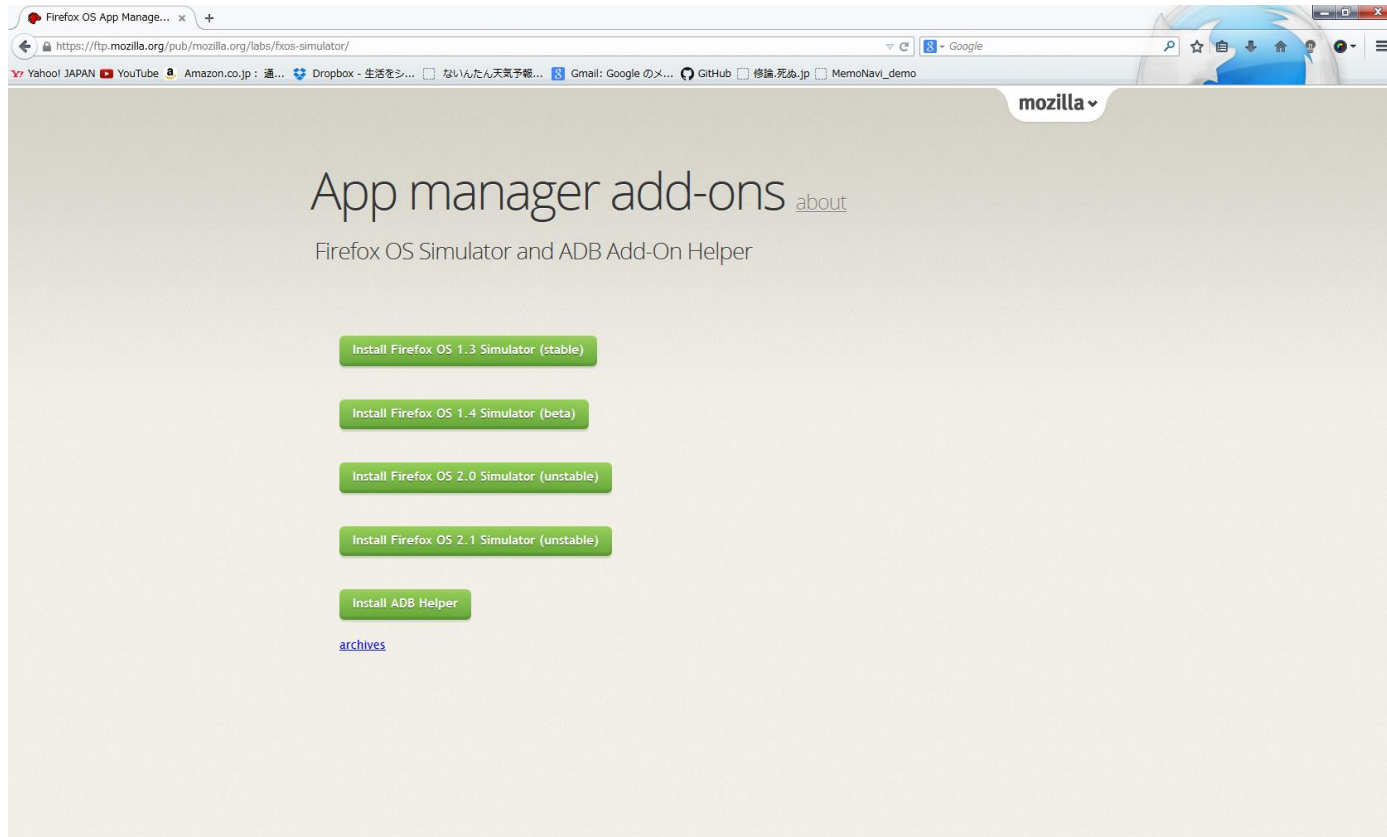 Firefox OS App Manage... × +
https://ftp.mozilla.org/pub/mozilla.org/labs/fxos-simulator/
8 - Google
Y! Yahoo! JAPAN YouTube a Amazon.co.jp : 通... Dropbox - 生活をシ... ないんたん天気予報... 8 Gmail: Google のメ... GitHub 修論.死ぬ.jp MemoNavi_demo
mozilla
App manager add-ons about
Firefox OS Simulator and ADB Add-On Helper
Install Firefox OS 1.3 Simulator (stable)
Install Firefox OS 1.4 Simulator (beta)
Install Firefox OS 2.0 Simulator (unstable)
Install Firefox OS 2.1 Simulator (unstable)
Install ADB Helper
archives